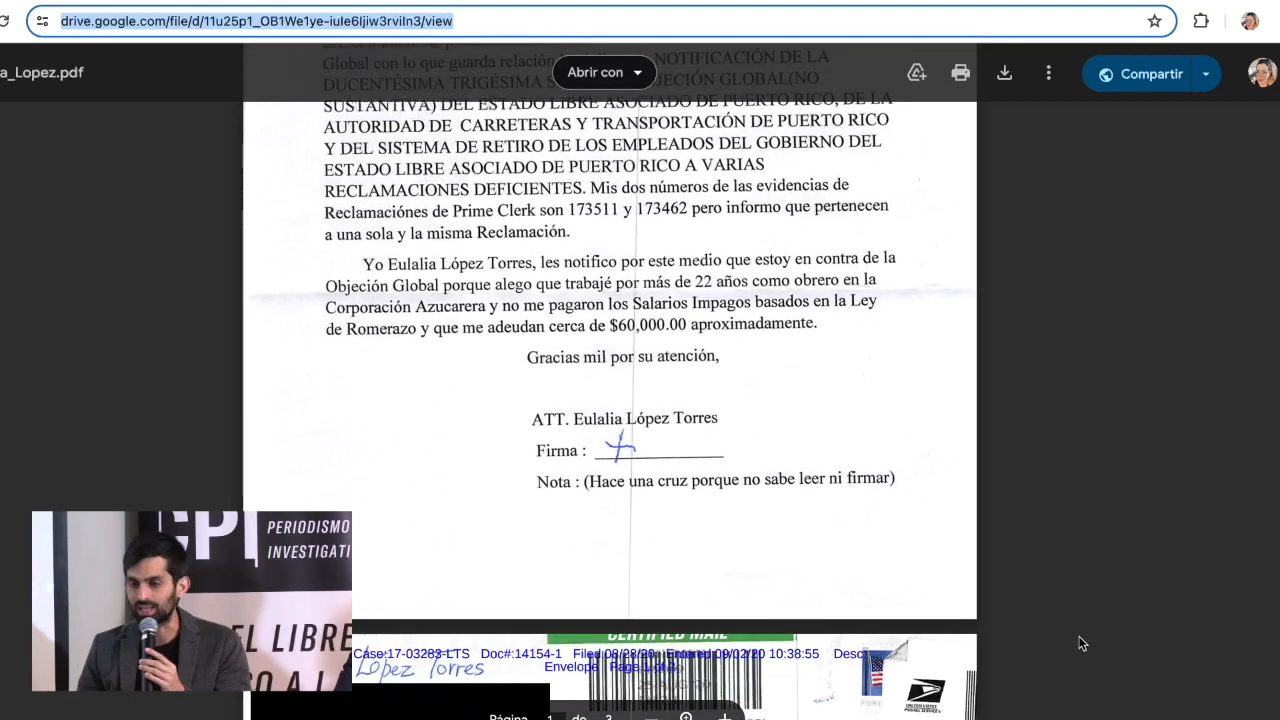 drive.google.com/file/d/11u25p1_OB1We1ye-iule6Ijiw3rviIn3/view
a_Lopez.pdf
Abrir con
Compartir
Global con lo que guarda relación NOTIFICACIÓN DE LA
DUCENTÉSIMA TRIGÉSIMA S JECIÓN GLOBAL(NO
SUSTANTIVA) DEL ESTADO LIBRE ASOCIADO DE PUERTO RICO, DE LA
AUTORIDAD DE CARRETERAS Y TRANSPORTACIÓN DE PUERTO RICO
Y DEL SISTEMA DE RETIRO DE LOS EMPLEADOS DEL GOBIERNO DEL
ESTADO LIBRE ASOCIADO DE PUERTO RICO A VARIAS
RECLAMACIONES DEFICIENTES. Mis dos números de las evidencias de
Reclamaciónes de Prime Clerk son 173511 y 173462 pero informo que pertenecen
a una sola y la misma Reclamación.
Yo Eulalia López Torres, les notifico por este medio que estoy en contra de la
Objeción Global porque alego que trabajé por más de 22 años como obrero en la
Corporación Azucarera y no me pagaron los Salarios Impagos basados en la Ley
de Romerazo y que me adeudan cerca de $60,000.00 aproximadamente.
Gracias mil por su atención,
ATT. Eulalia López Torres
Firma :
Nota : (Hace una cruz porque no sabe leer ni firmar)
CPI
PERIODISMO
INVESTIGATI
EL LIBRE
O A L
CERTIFIED MAIL
Case:17-03283-LTS Doc#:14154-1 Filed:08/28/20 Entered:09/02/20 10:38:55 Desc:
Envelope Page 1 of 2
López Torres
UNITED STATES
POSTAL SERVICE
Página 1 de 3